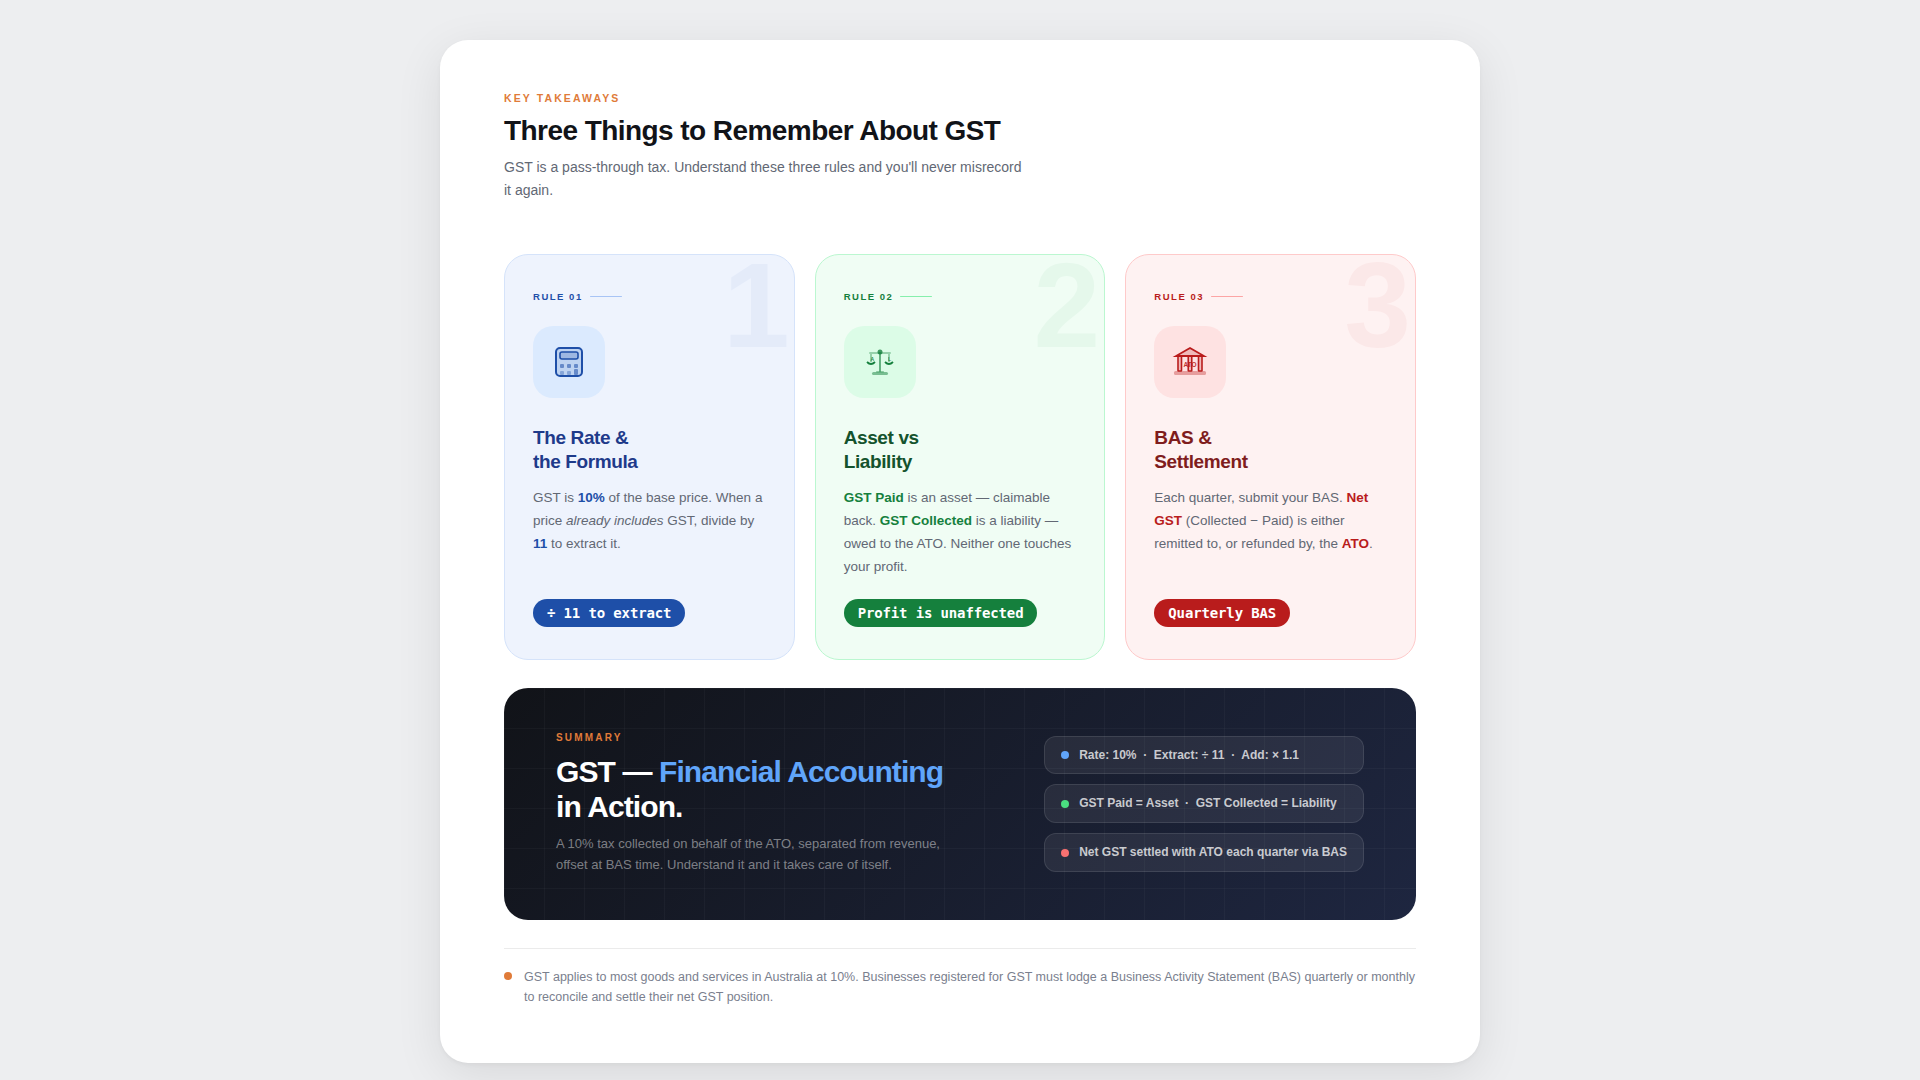 KEY TAKEAWAYS
Three Things to Remember About GST
GST is a pass-through tax. Understand these three rules and you'll never misrecord
it again.
1
RULE 01
The Rate &
the Formula
GST is 10% of the base price. When a
price already includes GST, divide by
11 to extract it.
÷ 11 to extract
2
RULE 02
Asset vs
Liability
GST Paid is an asset — claimable
back. GST Collected is a liability —
owed to the ATO. Neither one touches
your profit.
Profit is unaffected
3
RULE 03
ATO
BAS &
Settlement
Each quarter, submit your BAS. Net
GST (Collected − Paid) is either
remitted to, or refunded by, the ATO.
Quarterly BAS
SUMMARY
GST — Financial Accounting
in Action.
A 10% tax collected on behalf of the ATO, separated from revenue,
offset at BAS time. Understand it and it takes care of itself.
Rate: 10% · Extract: ÷ 11 · Add: × 1.1
GST Paid = Asset · GST Collected = Liability
Net GST settled with ATO each quarter via BAS
GST applies to most goods and services in Australia at 10%. Businesses registered for GST must lodge a Business Activity Statement (BAS) quarterly or monthly
to reconcile and settle their net GST position.